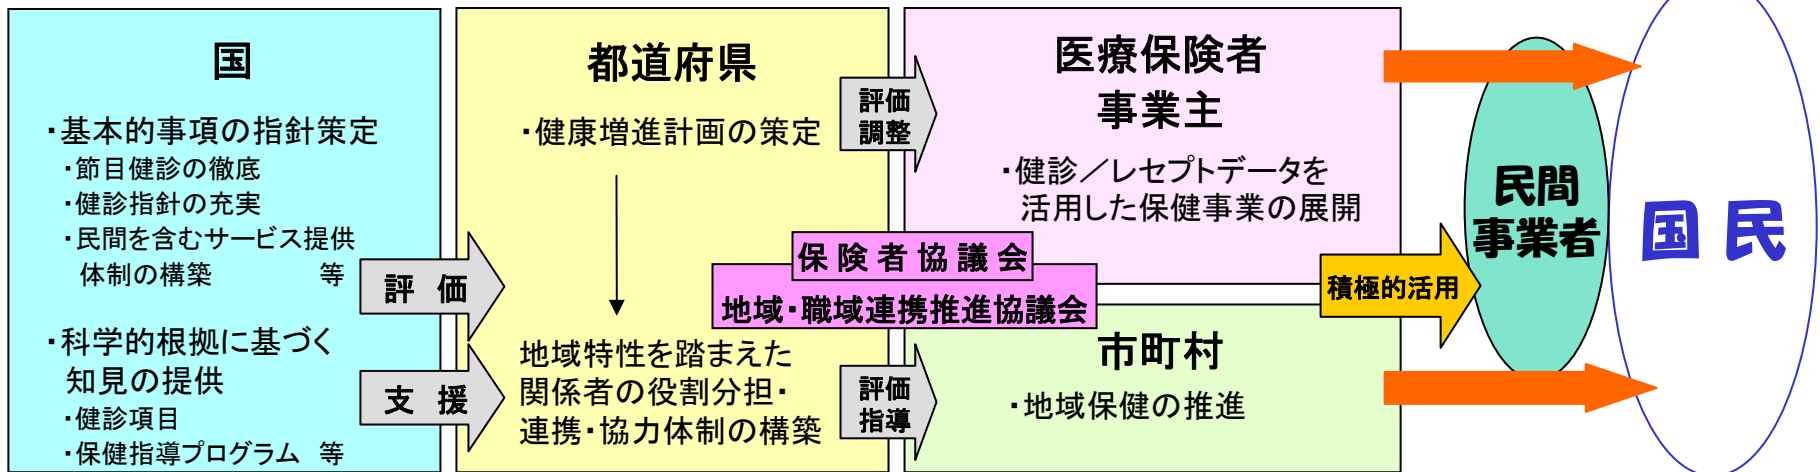 国
・基本的事項の指針策定
・節目健診の徹底
・健診指針の充実
・民間を含むサービス提供
体制の構築　　　　等
・科学的根拠に基づく
知見の提供
・健診項目
・保健指導プログラム　等
評　価
支　援
都道府県
・健康増進計画の策定
地域特性を踏まえた
関係者の役割分担・
連携・協力体制の構築
評価
調整
評価
指導
保険者協議会
地域・職域連携推進協議会
医療保険者
事業主
・健診／レセプトデータを
活用した保健事業の展開
市町村
・地域保健の推進
積極的活用
民間
事業者
国民